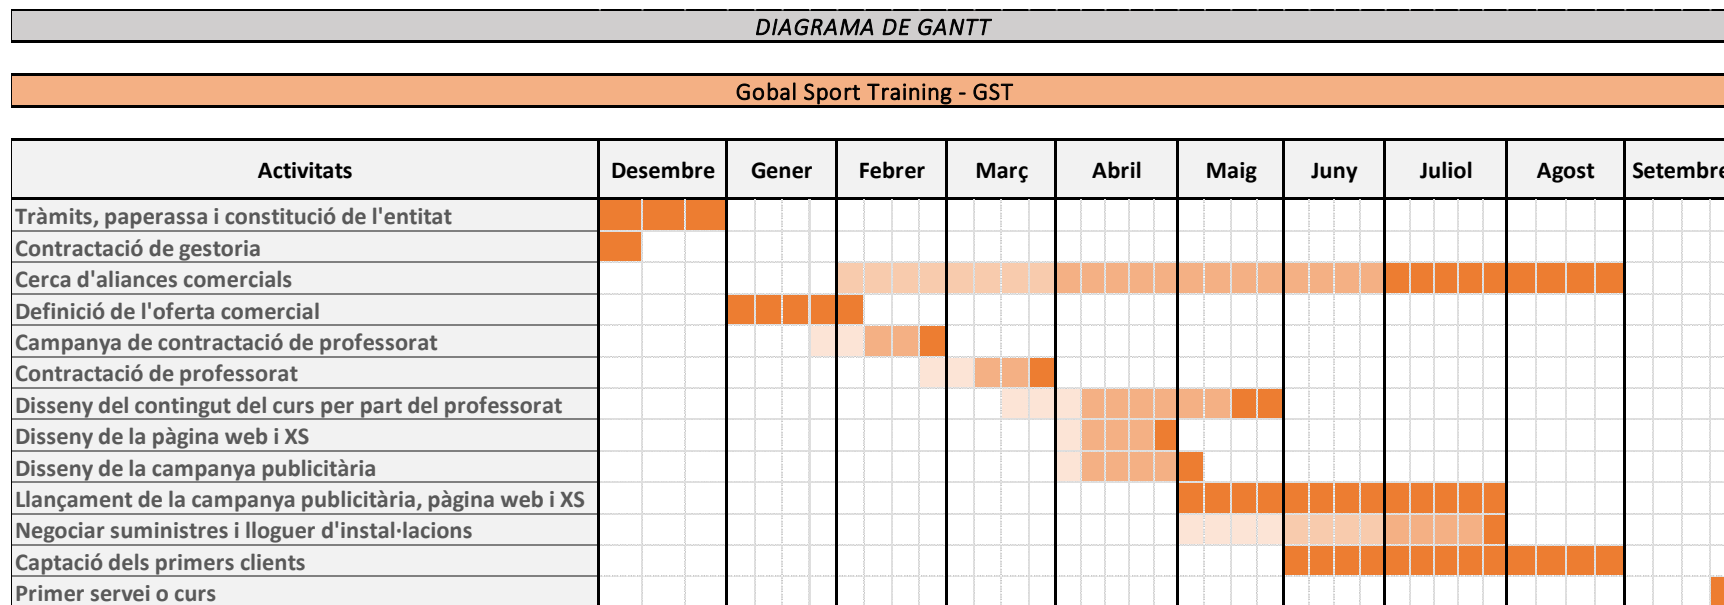 DIAGRAMA DE GANTT
Gobal Sport Training - GST
Activitats Desembre Gener Febrer Març Abril Maig Juny Juliol Agost Setembre
Tràmits, paperassa i constitució de l'entitat
Contractació de gestoria
Cerca d'aliances comercials
Definició de l'oferta comercial
Campanya de contractació de professorat
Contractació de professorat
Disseny del contingut del curs per part del professorat
Disseny de la pàgina web i XS
Disseny de la campanya publicitària
Llançament de la campanya publicitària, pàgina web i XS
Negociar suministres i lloguer d'instal·lacions
Captació dels primers clients
Primer servei o curs